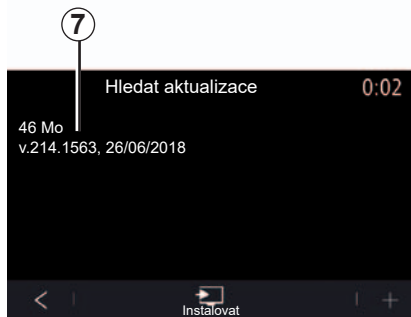 7
Hledat aktualizace 0:02
46 Mo
v.214.1563, 26/06/2018
Instalovat